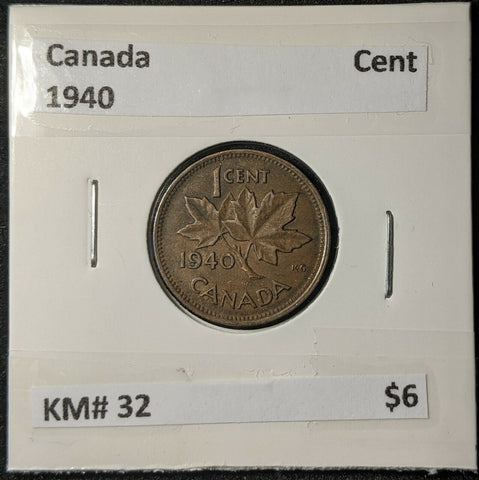 Canada Cent
1940
1 CENT
1940 K·G
CANADA
KM# 32 $6